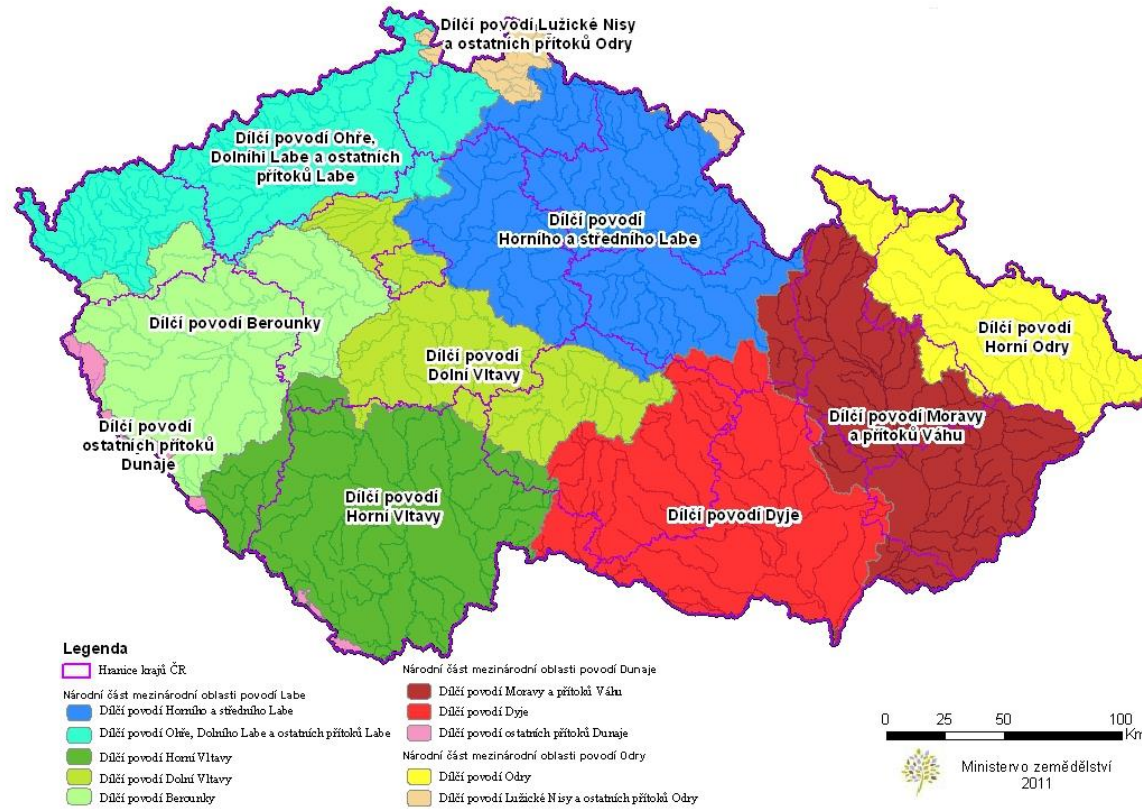 Dílčí povodí Lužické Nisy
a ostatních přítoků Odry
Dílčí povodí Ohře,
Dolníhi Labe a ostatních
přítoků Labe
Dílčí povodí
Horního a středního Labe
Dílčí povodí Berounky
Dílčí povodí
Dolní Vltavy
Dílčí povodí
Horní Odry
Dílčí povodí
ostatních přítoků
Dunaje
Dílčí povodí Moravy
a přítoků Váhu
Dílčí povodí
Horní Vltavy
Dílčí povodí Dyje
Legenda
Hranice krajů ČR
Národní část mezinárodní oblasti povodí Labe
Dílčí povodí Horního a středního Labe
Dílčí povodí Ohře, Dolního Labe a ostatních přítoků Labe
Dílčí povodí Horní Vltavy
Dílčí povodí Dolní Vltavy
Dílčí povodí Berounky
Národní část mezinárodní oblasti povodí Dunaje
Dílčí povodí Moravy a přítoků Váhu
Dílčí povodí Dyje
Dílčí povodí ostatních přítoků Dunaje
Národní část mezinárodní oblasti povodí Odry
Dílčí povodí Odry
Dílčí povodí Lužické Nisy a ostatních přítoků Odry
0 25 50 100
Km
Ministerstvo zemědělství
2011